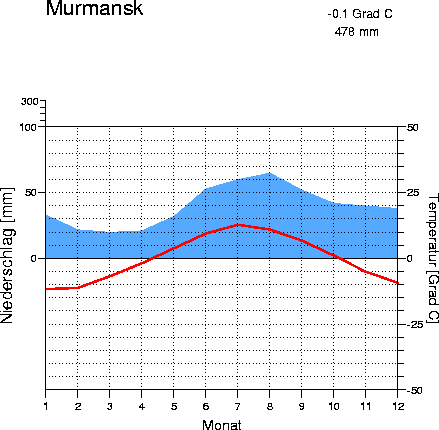 Murmansk
-0.1 Grad C
478 mm
300
100
50
0
Niederschlag [mm]
50
25
0
-25
-50
Temperatur [Grad C]
1 2 3 4 5 6 7 8 9 10 11 12
Monat